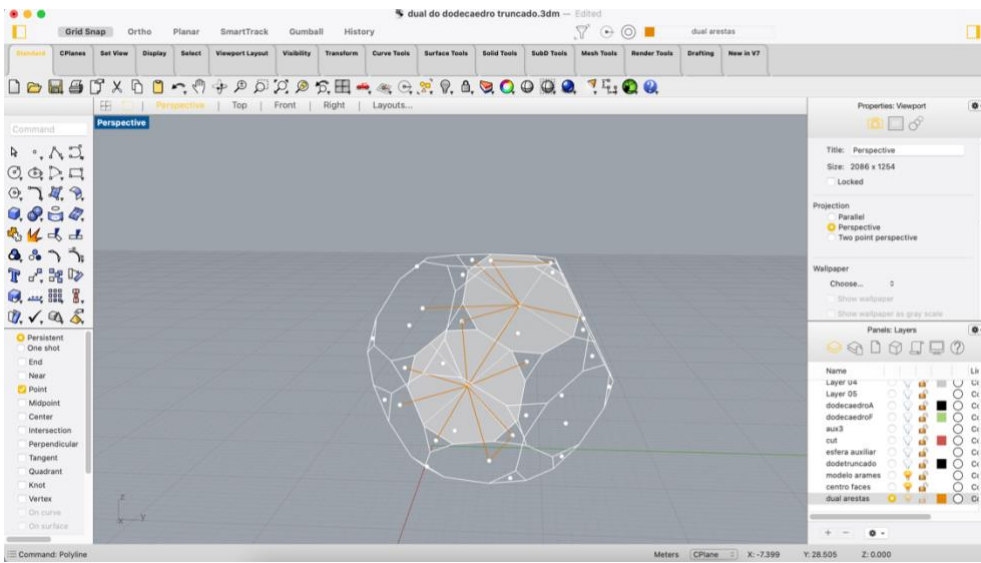 dual do dodecaedro truncado.3dm — Edited
Grid Snap Ortho Planar SmartTrack Gumball History dual arestas
Standard CPlanes Set View Display Select Viewport Layout Visibility Transform Curve Tools Surface Tools Solid Tools SubD Tools Mesh Tools Render Tools Drafting New in V7
Perspective | Top | Front | Right | Layouts...
Command
Perspective
z
x y
Persistent
One shot
End
Near
Point
Midpoint
Center
Intersection
Perpendicular
Tangent
Quadrant
Knot
Vertex
On curve
On surface
Properties: Viewport
Title: Perspective
Size: 2086 x 1254
Locked
Projection
Parallel
Perspective
Two point perspective
Wallpaper
Choose...
Show wallpaper
Show wallpaper as gray scale
Panels: Layers
Name Li
Layer 04
Layer 05
dodecaedroA
dodecaedroF
aux3
cut
esfera auxiliar
dodetruncado
modelo arames
centro faces
dual arestas
Command: Polyline Meters CPlane X: -7.399 Y: 28.505 Z: 0.000